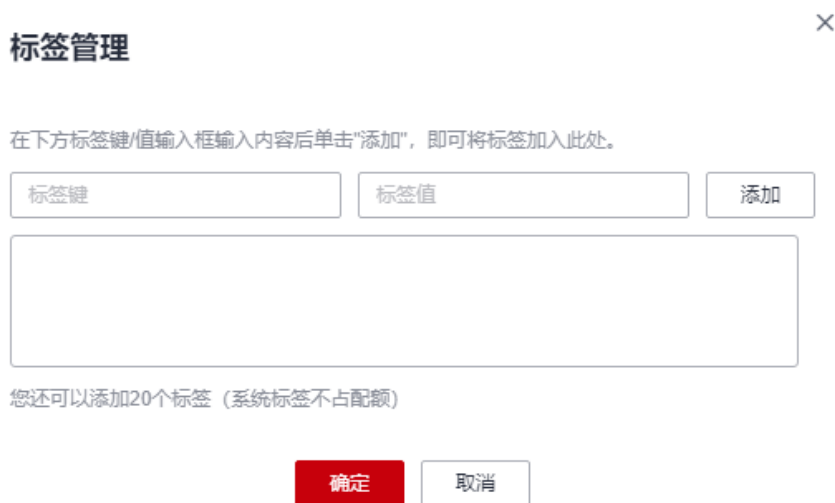 标签管理
在下方标签键/值输入框输入内容后单击"添加"，即可将标签加入此处。
标签键 标签值 添加
您还可以添加20个标签（系统标签不占配额）
确定 取消